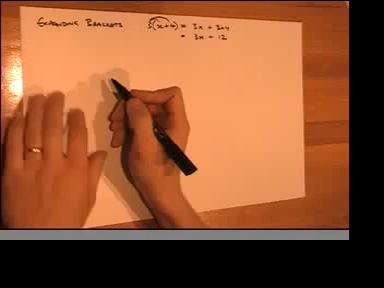 EXPANDING BRACKETS 3(x+4) = 3x + 3×4
= 3x + 12